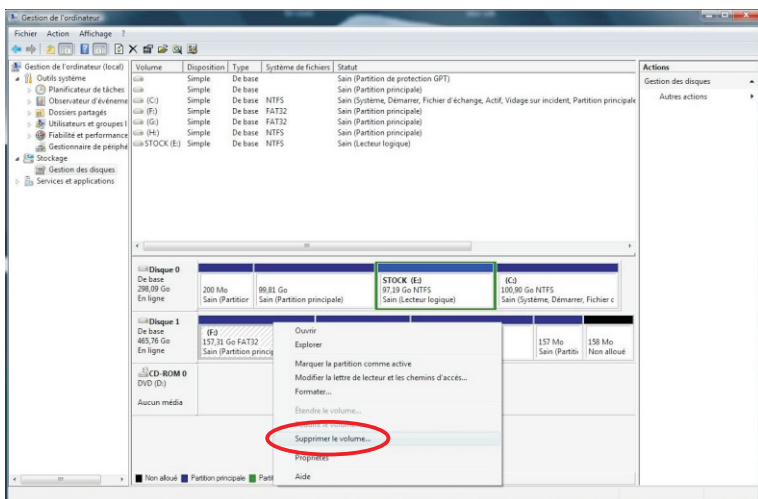 Gestion de l'ordinateur
Fichier Action Affichage ?
Gestion de l'ordinateur (local)
Outils système
Planificateur de tâches
Observateur d'événeme
Dossiers partagés
Utilisateurs et groupes l
Fiabilité et performance
Gestionnaire de périphé
Stockage
Gestion des disques
Services et applications
Volume Disposition Type Système de fichiers Statut
Simple De base Sain (Partition de protection GPT)
Simple De base Sain (Partition principale)
(C:) Simple De base NTFS Sain (Système, Démarrer, Fichier d'échange, Actif, Vidage sur incident, Partition principale
(F:) Simple De base FAT32 Sain (Partition principale)
(G:) Simple De base FAT32 Sain (Partition principale)
(H:) Simple De base NTFS Sain (Partition principale)
STOCK (E:) Simple De base NTFS Sain (Lecteur logique)
Actions
Gestion des disques
Autres actions
Disque 0
De base
298,09 Go
En ligne
200 Mo
Sain (Partitior
99,81 Go
Sain (Partition principale)
STOCK (E:)
97,19 Go NTFS
Sain (Lecteur logique)
(C:)
100,90 Go NTFS
Sain (Système, Démarrer, Fichier c
Disque 1
De base
465,76 Go
En ligne
(F:)
157,31 Go FAT32
Sain (Partition princip
157 Mo
Sain (Partitio
158 Mo
Non alloué
CD-ROM 0
DVD (D:)
Aucun média
Ouvrir
Explorer
Marquer la partition comme active
Modifier la lettre de lecteur et les chemins d'accès...
Formater...
Étendre le volume...
Réduire le volume...
Supprimer le volume...
Propriétés
Aide
Non alloué Partition principale Parti